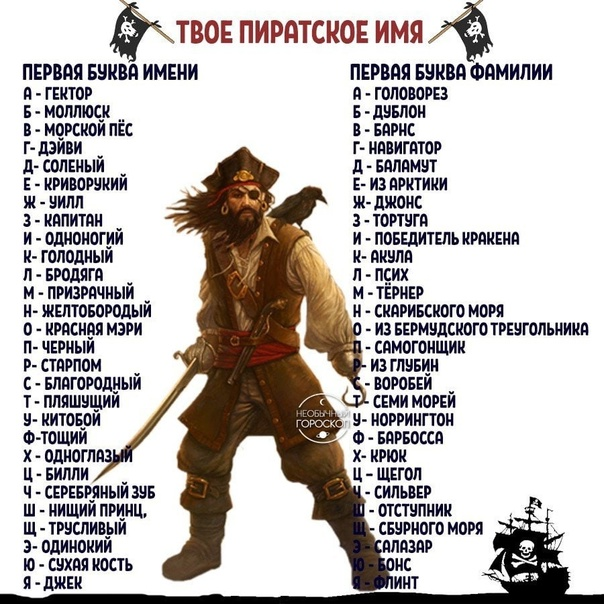 ТВОЕ ПИРАТСКОЕ ИМЯ
ПЕРВАЯ БУКВА ИМЕНИ
А - ГЕКТОР
Б - МОЛЛЮСК
В - МОРСКОЙ ПЁС
Г- ДЭЙВИ
Д- СОЛЕНЫЙ
Е - КРИВОРУКИЙ
Ж - УИЛЛ
З - КАПИТАН
И - ОДНОНОГИЙ
К- ГОЛОДНЫЙ
Л - БРОДЯГА
М - ПРИЗРАЧНЫЙ
Н- ЖЕЛТОБОРОДЫЙ
О - КРАСНАЯ МЭРИ
П- ЧЕРНЫЙ
Р- СТАРПОМ
С - БЛАГОРОДНЫЙ
Т - ПЛЯШУЩИЙ
У- КИТОБОЙ
Ф-ТОЩИЙ
Х - ОДНОГЛАЗЫЙ
Ц - БИЛЛИ
Ч - СЕРЕБРЯНЫЙ ЗУБ
Ш - НИЩИЙ ПРИНЦ,
Щ - ТРУСЛИВЫЙ
Э- ОДИНОКИЙ
Ю - СУХАЯ КОСТЬ
Я - ДЖЕК
ПЕРВАЯ БУКВА ФАМИЛИИ
А - ГОЛОВОРЕЗ
Б - ДУБЛОН
В - БАРНС
Г- НАВИГАТОР
Д - БАЛАМУТ
Е- ИЗ АРКТИКИ
Ж- ДЖОНС
З - ТОРТУГА
И - ПОБЕДИТЕЛЬ КРАКЕНА
К- АКУЛА
Л - ПСИХ
М - ТЁРНЕР
Н - СКАРИБСКОГО МОРЯ
О - ИЗ БЕРМУДСКОГО ТРЕУГОЛЬНИКА
П - САМОГОНЩИК
Р- ИЗ ГЛУБИН
С - ВОРОБЕЙ
Т- СЕМИ МОРЕЙ
У- НОРРИНГТОН
Ф - БАРБОССА
Х- КРЮК
Ц - ЩЕГОЛ
Ч - СИЛЬВЕР
Ш - ОТСТУПНИК
Щ - СБУРНОГО МОРЯ
Э - САЛАЗАР
Ю - БОНС
Я - ФЛИНТ
НЕОБЫЧНЫЙ
ГОРОСКОП